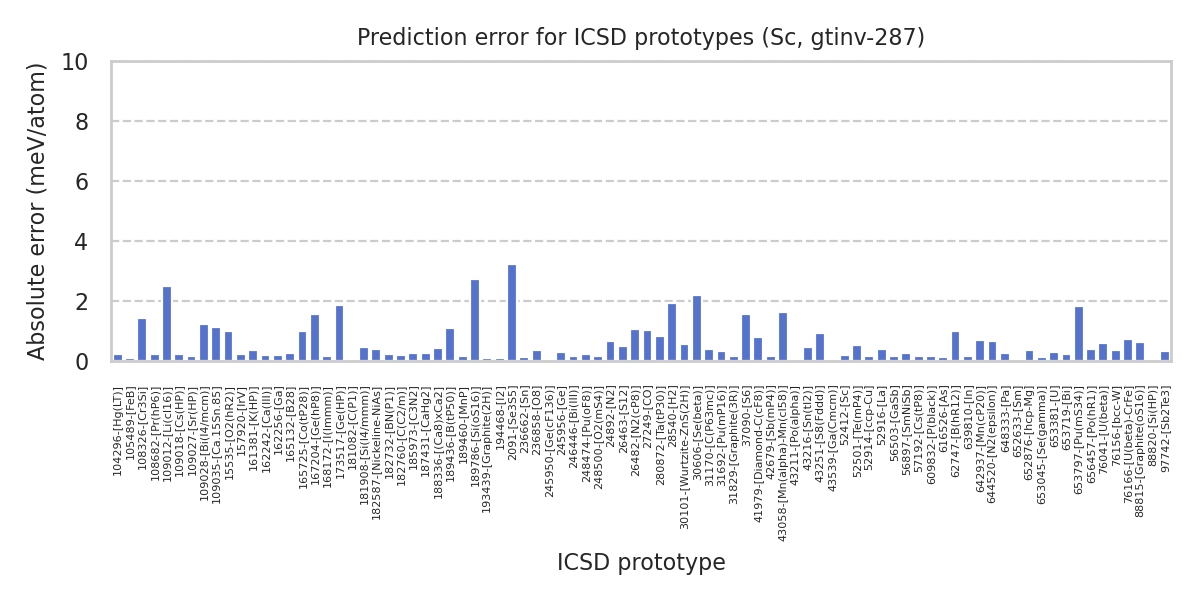 Prediction error for ICSD prototypes (Sc, gtinv-287)
Absolute error (meV/atom)
10
8
6
4
2
0
104296-[Hg(LT)]
105489-[FeB]
108326-[Cr3Si]
108682-[Pr(hP6)]
109012-[Li(cI16)]
109018-[Cs(HP)]
109027-[Sr(HP)]
109028-[Bi(I4/mcm)]
109035-[Ca.15Sn.85]
15535-[O2(hR2)]
157920-[IrV]
161381-[K(HP)]
162242-[Ca(III)]
162256-[Ga]
165132-[B28]
165725-[Co(tP28)]
167204-[Ge(hP8)]
168172-[I(Immm)]
173517-[Ge(HP)]
181082-[C(P1)]
181908-[Si(I4/mmm)]
182587-[Nickeline-NiAs]
182732-[BN(P1)]
182760-[C(C2/m)]
185973-[C3N2]
187431-[CaHg2]
188336-[(Ca8)xCa2]
189436-[B(tP50)]
189460-[MnP]
189786-[Si(oS16)]
193439-[Graphite(2H)]
194468-[I2]
2091-[Se3S5]
236662-[Sn]
236858-[O8]
245950-[Ge(cF136)]
245956-[Ge]
246446-[Bi(III)]
248474-[Pu(oF8)]
248500-[O2(mS4)]
24892-[N2]
26463-[S12]
26482-[N2(cP8)]
27249-[CO]
280872-[Ta(tP30)]
28540-[H2]
30101-[Wurtzite-ZnS(2H)]
30606-[Se(beta)]
31170-[C(P63mc)]
31692-[Pu(mP16)]
31829-[Graphite(3R)]
37090-[S6]
41979-[Diamond-C(cF8)]
42679-[Sb(mP4)]
43058-[Mn(alpha)-Mn(cI58)]
43211-[Po(alpha)]
43216-[Sn(tI2)]
43251-[S8(Fddd)]
43539-[Ga(Cmcm)]
52412-[Sc]
52501-[Te(mP4)]
52914-[ccp-Cu]
52916-[La]
56503-[GaSb]
56897-[SmNiSb]
57192-[Cs(tP8)]
609832-[P(black)]
616526-[As]
62747-[B(hR12)]
639810-[In]
642937-[Mn(cP20)]
644520-[N2(epsilon)]
648333-[Pa]
652633-[Sm]
652876-[hcp-Mg]
653045-[Se(gamma)]
653381-[U]
653719-[Bi]
653797-[Pu(mS34)]
656457-[Po(hR1)]
76041-[U(beta)]
76156-[bcc-W]
76166-[U(beta)-CrFe]
88815-[Graphite(oS16)]
88820-[Si(HP)]
97742-[Sb2Te3]
ICSD prototype